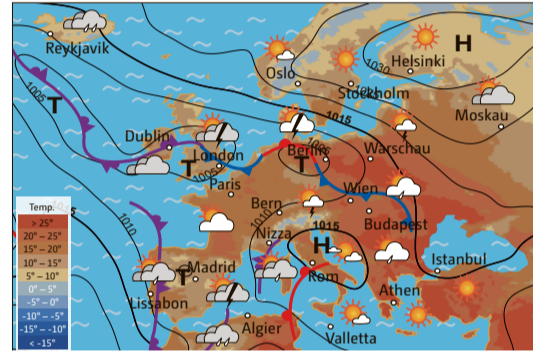 Reykjavik
H
Oslo
Helsinki
1030
Stockholm
1005
T
Moskau
1015
Dublin
London
T
1005
Berlin
T
Warschau
Paris
Wien
Bern
1010
Budapest
1015
1010
Nizza
1015
H
Rom
Istanbul
T
Madrid
Lissabon
Athen
Algier
Valletta
Temp.
> 25°
20° – 25°
15° – 20°
10° – 15°
5° – 10°
0° – 5°
-5° – 0°
-10° – -5°
-15° – -10°
< -15°